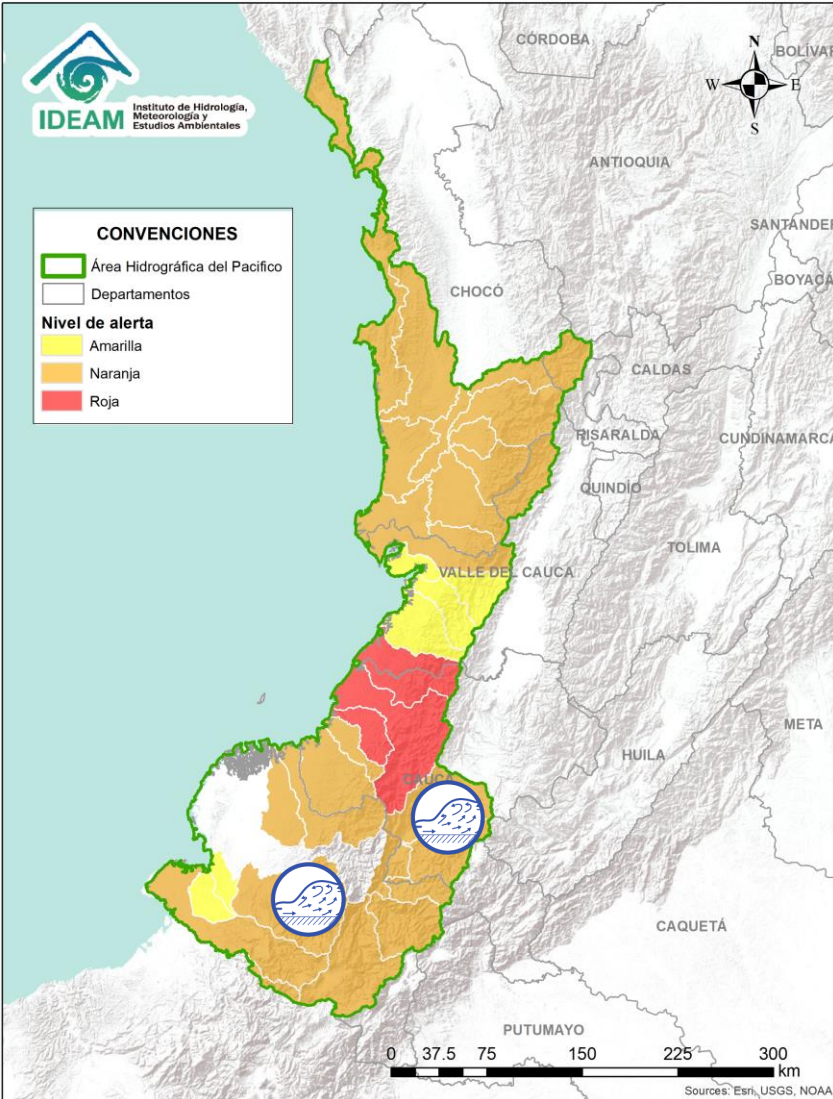 IDEAM
Instituto de Hidrología,
Meteorología y
Estudios Ambientales
N
W
E
S
CÓRDOBA
BOLÍVAR
ANTIOQUIA
SANTANDER
BOYACÁ
CHOCÓ
CONVENCIONES
Área Hidrográfica del Pacifico
Departamentos
Nivel de alerta
Amarilla
Naranja
Roja
CALDAS
RISARALDA
CUNDINAMARCA
QUINDÍO
TOLIMA
VALLE DEL CAUCA
META
HUILA
CAUCA
CAQUETÁ
PUTUMAYO
0 37.5 75 150 225 300
km
Sources: Esri, USGS, NOAA